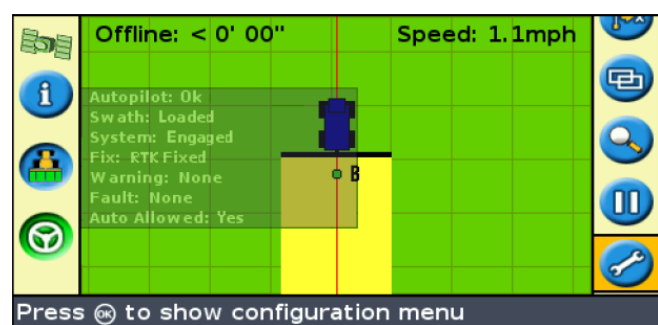 Offline: < 0' 00" Speed: 1.1mph
Autopilot: Ok
Swath: Loaded
System: Engaged
Fix: RTK Fixed
Warning: None
Fault: None
Auto Allowed: Yes
B
Press OK to show configuration menu